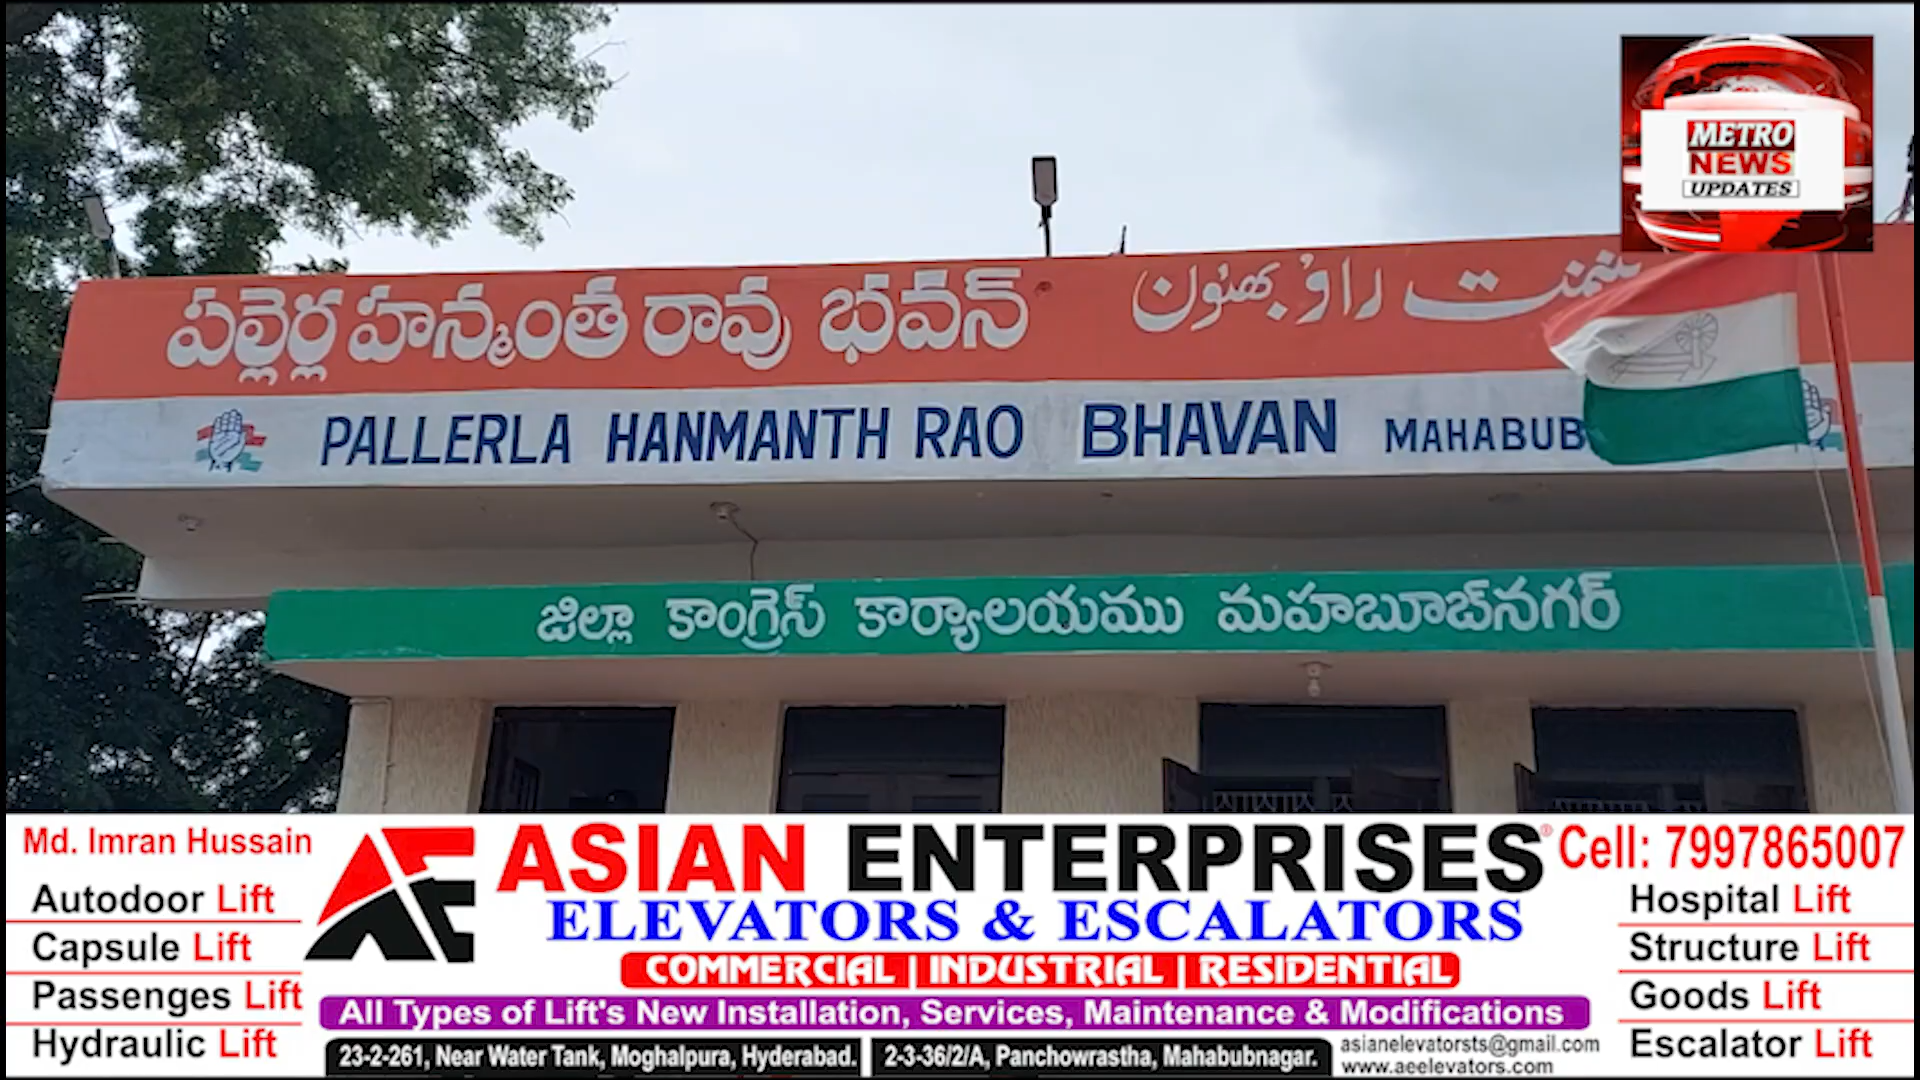 METRO
NEWS
UPDATES
పల్లెర్ల హన్మంత రావు భవన్
راؤ بھون
PALLERLA HANMANTH RAO BHAVAN MAHABUB
జిల్లా కాంగ్రెస్ కార్యాలయము మహబూబ్‌నగర్
Md. Imran Hussain
Autodoor Lift
Capsule Lift
Passenges Lift
Hydraulic Lift
AE
ASIAN ENTERPRISES®
ELEVATORS & ESCALATORS
COMMERCIAL | INDUSTRIAL | RESIDENTIAL
All Types of Lift's New Installation, Services, Maintenance & Modifications
23-2-261, Near Water Tank, Moghalpura, Hyderabad.
2-3-36/2/A, Panchowrastha, Mahabubnagar.
asianelevatorsts@gmail.com
www.aeelevators.com
Cell: 7997865007
Hospital Lift
Structure Lift
Goods Lift
Escalator Lift